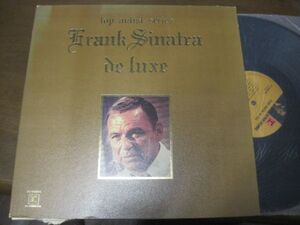 top artist series
Frank Sinatra
de luxe